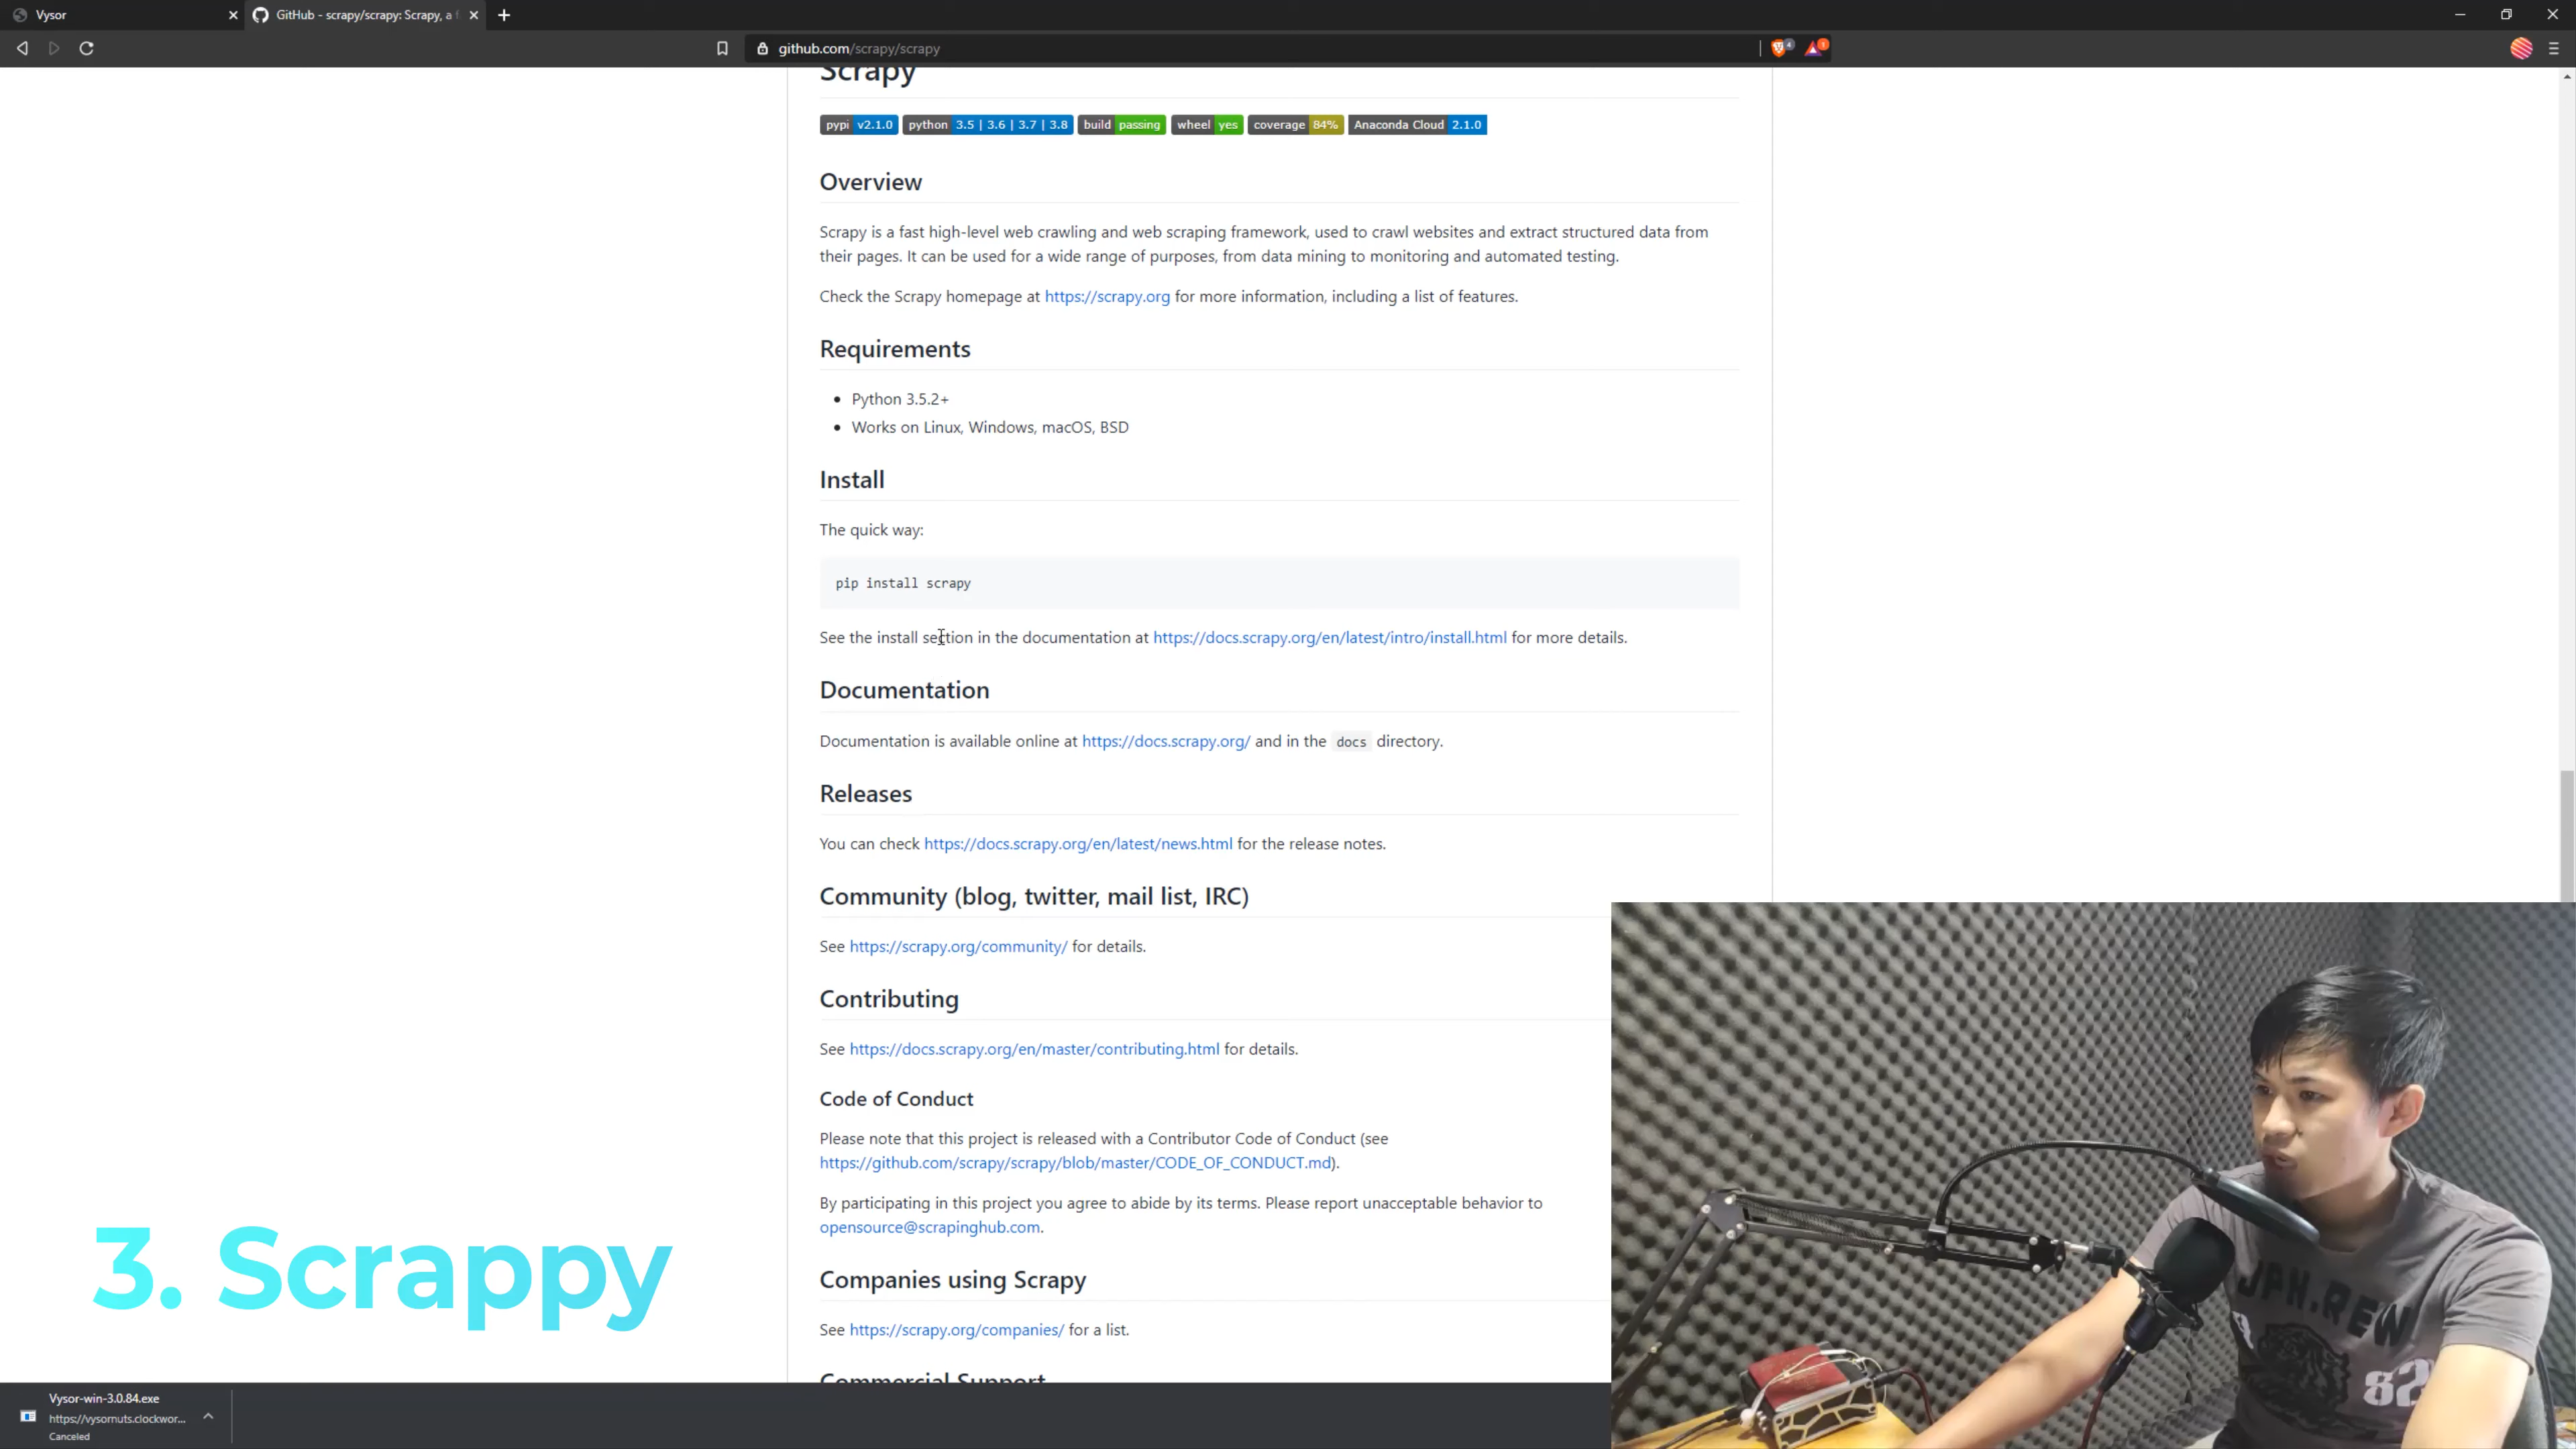 Vysor
GitHub - scrapy/scrapy: Scrapy, a f
github.com/scrapy/scrapy
4
1
Scrapy
pypi v2.1.0 python 3.5 | 3.6 | 3.7 | 3.8 build passing wheel yes coverage 84% Anaconda Cloud 2.1.0
Overview
Scrapy is a fast high-level web crawling and web scraping framework, used to crawl websites and extract structured data from
their pages. It can be used for a wide range of purposes, from data mining to monitoring and automated testing.
Check the Scrapy homepage at https://scrapy.org for more information, including a list of features.
Requirements
• Python 3.5.2+
• Works on Linux, Windows, macOS, BSD
Install
The quick way:
pip install scrapy
See the install section in the documentation at https://docs.scrapy.org/en/latest/intro/install.html for more details.
Documentation
Documentation is available online at https://docs.scrapy.org/ and in the docs directory.
Releases
You can check https://docs.scrapy.org/en/latest/news.html for the release notes.
Community (blog, twitter, mail list, IRC)
See https://scrapy.org/community/ for details.
Contributing
See https://docs.scrapy.org/en/master/contributing.html for details.
Code of Conduct
Please note that this project is released with a Contributor Code of Conduct (see
https://github.com/scrapy/scrapy/blob/master/CODE_OF_CONDUCT.md).
By participating in this project you agree to abide by its terms. Please report unacceptable behavior to
opensource@scrapinghub.com.
Companies using Scrapy
See https://scrapy.org/companies/ for a list.
Commercial Support
3. Scrappy
Vysor-win-3.0.84.exe
https://vysornuts.clockwor...
Canceled
JPN.REW
82